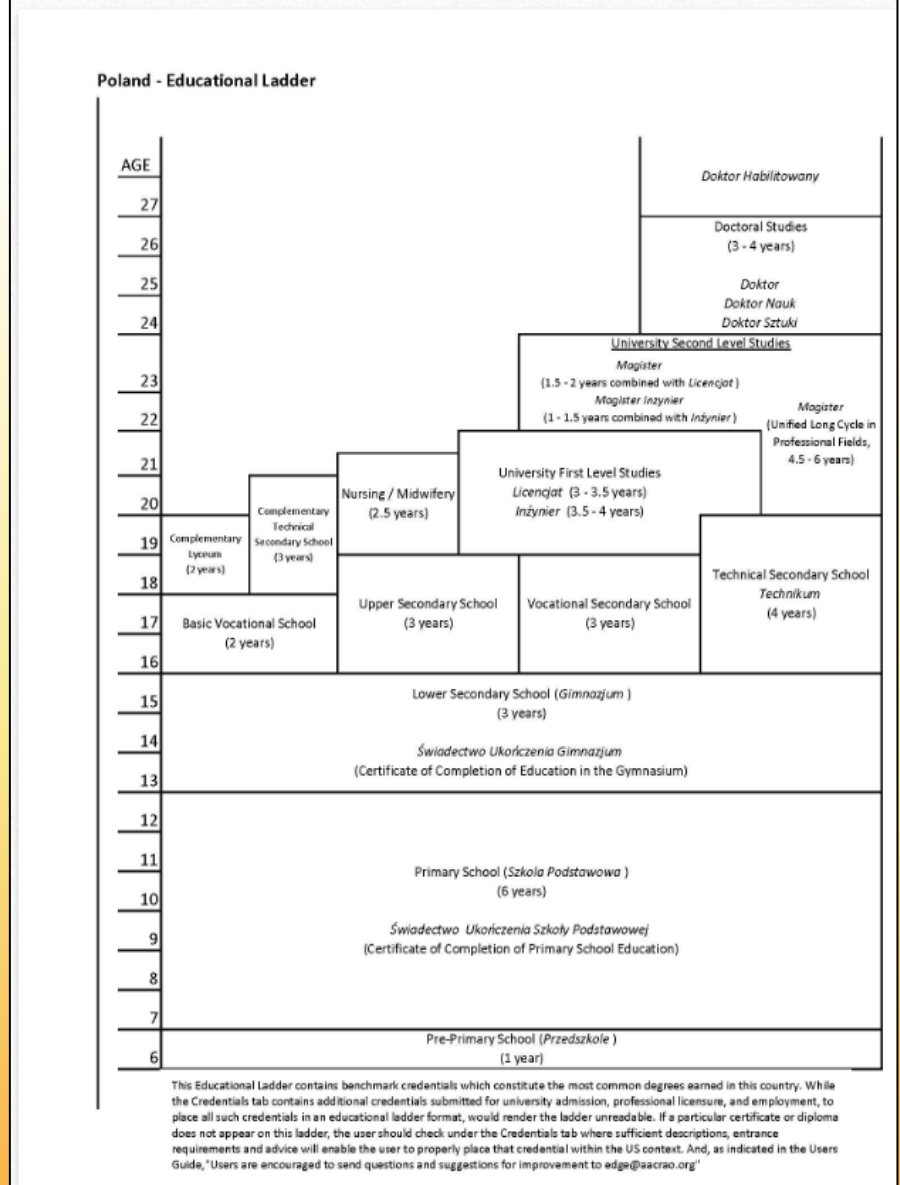 Poland - Educational Ladder
AGE
27
26
25
24
23
22
21
20
19
18
17
16
15
14
13
12
11
10
9
8
7
6
Doktor Habilitowany
Doctoral Studies
(3 - 4 years)
Doktor
Doktor Nauk
Doktor Sztuki
University Second Level Studies
Magister
(1.5 - 2 years combined with Licencjat )
Magister Inzynier
(1 - 1.5 years combined with Inżynier )
Magister
(Unified Long Cycle in
Professional Fields,
4.5 - 6 years)
University First Level Studies
Licencjat (3 - 3.5 years)
Inżynier (3.5 - 4 years)
Nursing / Midwifery
(2.5 years)
Complementary
Technical
Secondary School
(3 years)
Complementary
Lyceum
(2 years)
Basic Vocational School
(2 years)
Upper Secondary School
(3 years)
Vocational Secondary School
(3 years)
Technical Secondary School
Technikum
(4 years)
Lower Secondary School (Gimnazjum )
(3 years)
Świadectwo Ukończenia Gimnazjum
(Certificate of Completion of Education in the Gymnasium)
Primary School (Szkola Podstawowa )
(6 years)
Świadectwo Ukończenia Szkoły Podstawowej
(Certificate of Completion of Primary School Education)
Pre-Primary School (Przedszkole )
(1 year)
This Educational Ladder contains benchmark credentials which constitute the most common degrees earned in this country. While
the Credentials tab contains additional credentials submitted for university admission, professional licensure, and employment, to
place all such credentials in an educational ladder format, would render the ladder unreadable. If a particular certificate or diploma
does not appear on this ladder, the user should check under the Credentials tab where sufficient descriptions, entrance
requirements and advice will enable the user to properly place that credential within the US context. And, as indicated in the Users
Guide,"Users are encouraged to send questions and suggestions for improvement to edge@aacrao.org"